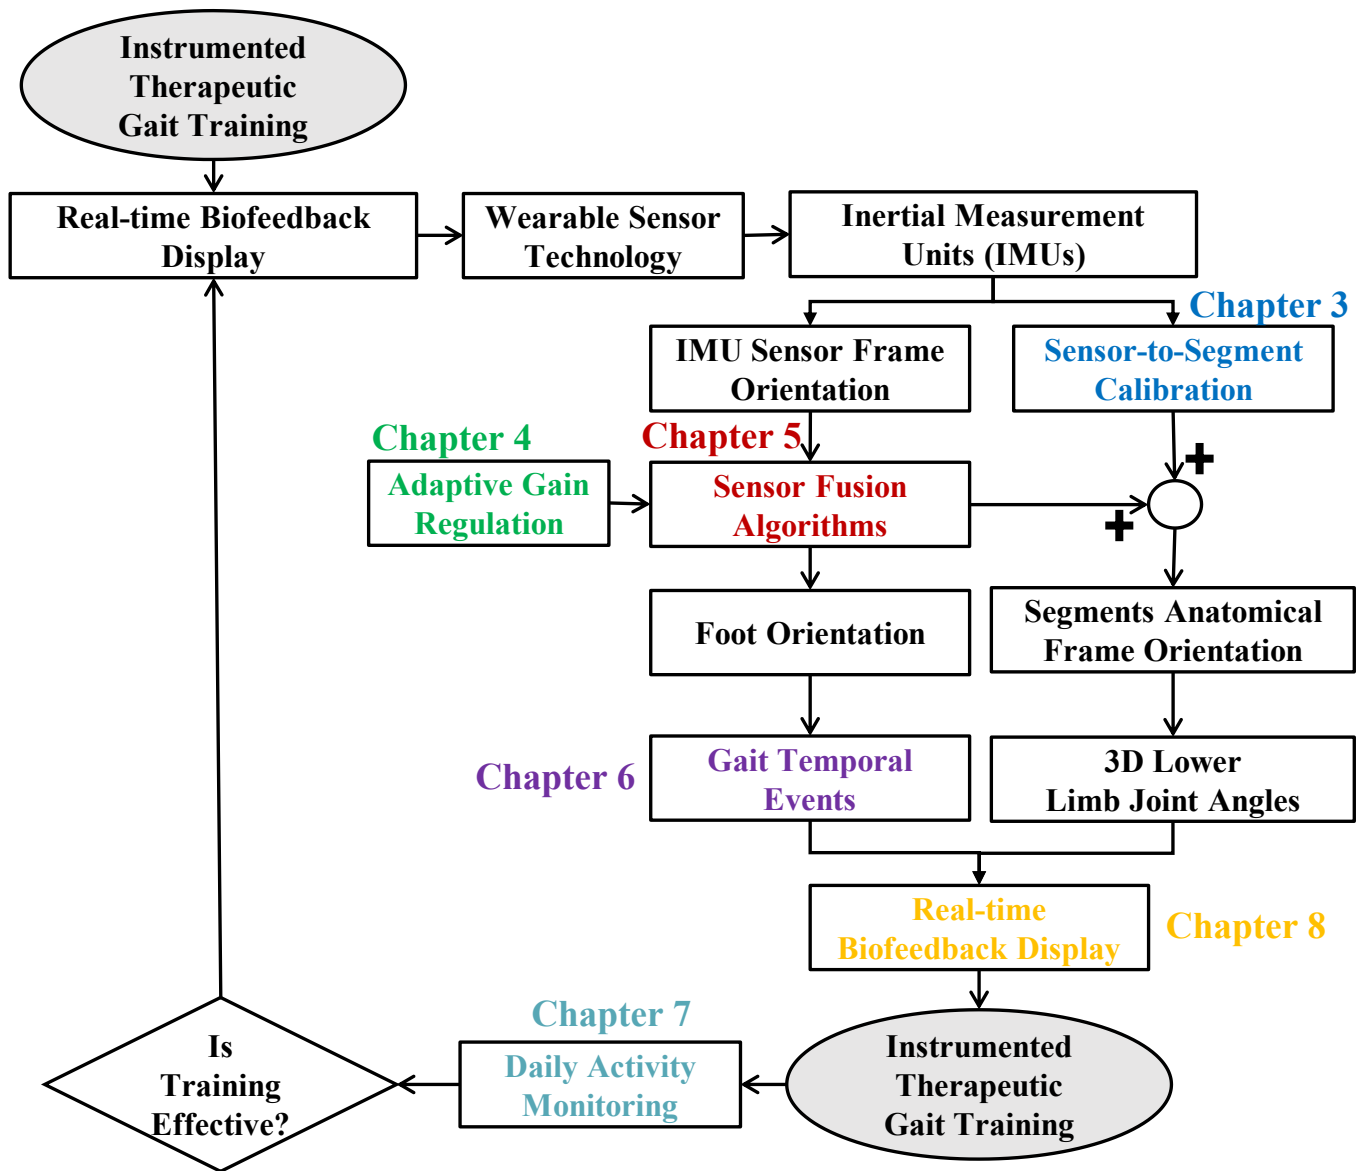 Instrumented
Therapeutic
Gait Training
Real-time Biofeedback
Display
Wearable Sensor
Technology
Inertial Measurement
Units (IMUs)
Chapter 3
IMU Sensor Frame
Orientation
Sensor-to-Segment
Calibration
Chapter 4
Chapter 5
Adaptive Gain
Regulation
Sensor Fusion
Algorithms
+
+
Foot Orientation
Segments Anatomical
Frame Orientation
Chapter 6
Gait Temporal
Events
3D Lower
Limb Joint Angles
Real-time
Biofeedback Display
Chapter 8
Chapter 7
Is
Training
Effective?
Daily Activity
Monitoring
Instrumented
Therapeutic
Gait Training